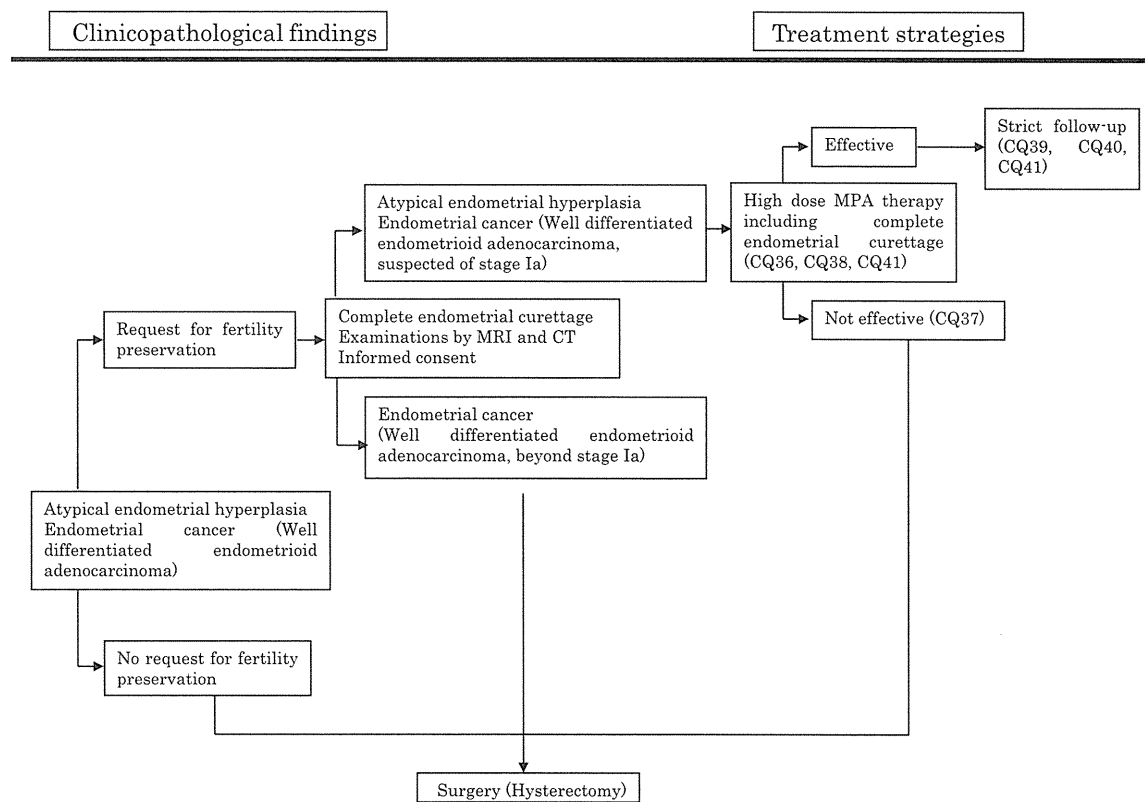 Clinicopathological findings
Treatment strategies
Effective
Strict follow-up
(CQ39, CQ40,
CQ41)
Atypical endometrial hyperplasia
Endometrial cancer (Well differentiated
endometrioid adenocarcinoma,
suspected of stage Ia)
High dose MPA therapy
including complete
endometrial curettage
(CQ36, CQ38, CQ41)
Request for fertility
preservation
Complete endometrial curettage
Examinations by MRI and CT
Informed consent
Not effective (CQ37)
Endometrial cancer
(Well differentiated endometrioid
adenocarcinoma, beyond stage Ia)
Atypical endometrial hyperplasia
Endometrial cancer (Well
differentiated endometrioid
adenocarcinoma)
No request for fertility
preservation
Surgery (Hysterectomy)